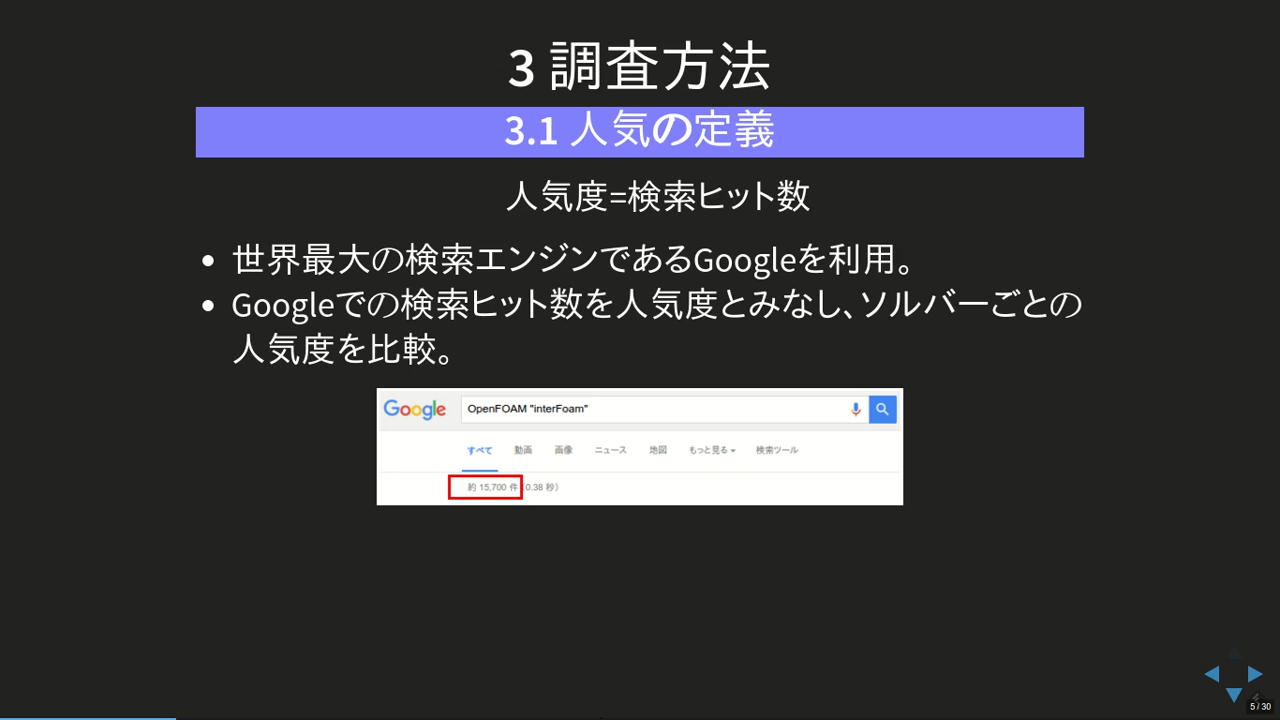 3 調査方法
3.1 人気の定義
人気度=検索ヒット数
• 世界最大の検索エンジンであるGoogleを利用。
• Googleでの検索ヒット数を人気度とみなし、ソルバーごとの
人気度を比較。
Google OpenFOAM "interFoam"
すべて 動画 画像 ニュース 地図 もっと見る 検索ツール
約 15,700 件 (0.38 秒)
5 / 30